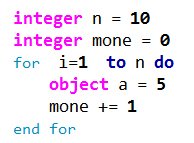 integer n = 10
integer mone = 0
for i=1 to n do
    object a = 5
    mone += 1
end for